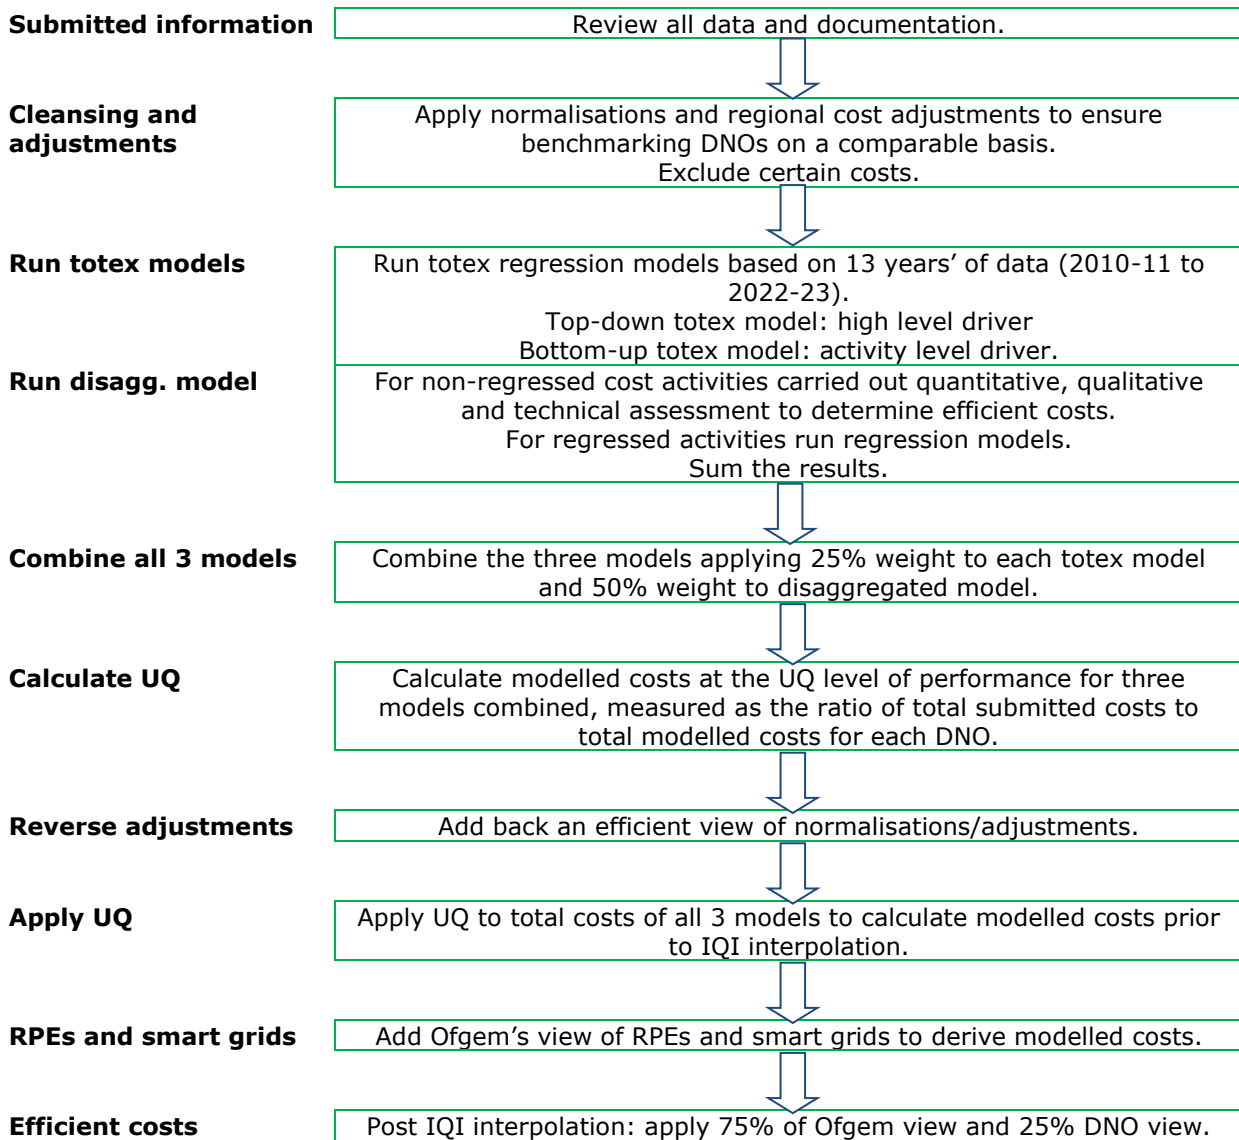 Submitted information
Review all data and documentation.
Cleansing and
adjustments
Apply normalisations and regional cost adjustments to ensure
benchmarking DNOs on a comparable basis.
Exclude certain costs.
Run totex models
Run totex regression models based on 13 years’ of data (2010-11 to
2022-23).
Top-down totex model: high level driver
Bottom-up totex model: activity level driver.
Run disagg. model
For non-regressed cost activities carried out quantitative, qualitative
and technical assessment to determine efficient costs.
For regressed activities run regression models.
Sum the results.
Combine all 3 models
Combine the three models applying 25% weight to each totex model
and 50% weight to disaggregated model.
Calculate UQ
Calculate modelled costs at the UQ level of performance for three
models combined, measured as the ratio of total submitted costs to
total modelled costs for each DNO.
Reverse adjustments
Add back an efficient view of normalisations/adjustments.
Apply UQ
Apply UQ to total costs of all 3 models to calculate modelled costs prior
to IQI interpolation.
RPEs and smart grids
Add Ofgem’s view of RPEs and smart grids to derive modelled costs.
Efficient costs
Post IQI interpolation: apply 75% of Ofgem view and 25% DNO view.